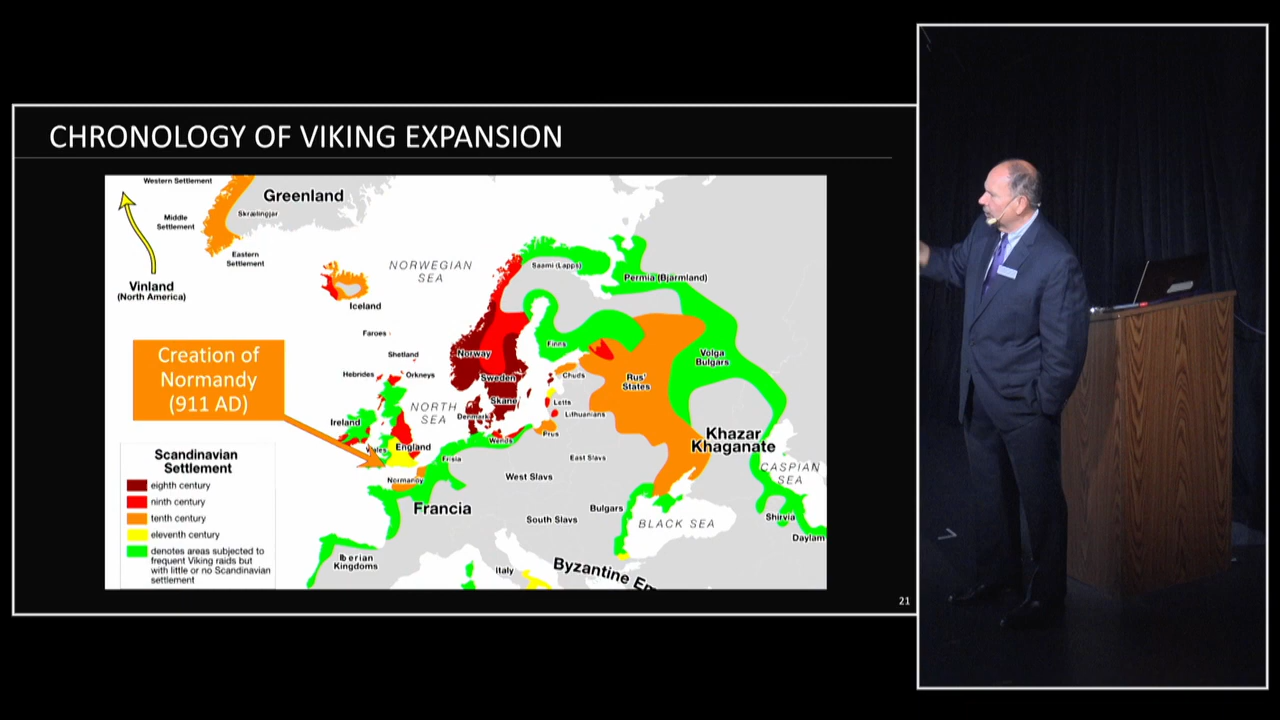 CHRONOLOGY OF VIKING EXPANSION
Western Settlement
Greenland
Skrælingjar
Middle
Settlement
Eastern
Settlement
Vinland
(North America)
NORWEGIAN
SEA
Iceland
Saami (Lapps)
Permia (Bjarmland)
Faroes
Shetland
Hebrides
Orkneys
Creation of
Normandy
(911 AD)
Norway
Sweden
Skane
Denmark
Finns
Chuds
Letts
Lithuanians
Rus'
States
Volga
Bulgars
NORTH
SEA
Ireland
Wales
England
Frisia
Wends
Prus
Normandy
Francia
West Slavs
East Slavs
South Slavs
Bulgars
Khazar
Khaganate
CASPIAN
SEA
BLACK SEA
Shirvia
Daylam
Iberian
Kingdoms
Italy
Byzantine Em
Scandinavian
Settlement
eighth century
ninth century
tenth century
eleventh century
denotes areas subjected to
frequent Viking raids but
with little or no Scandinavian
settlement
21